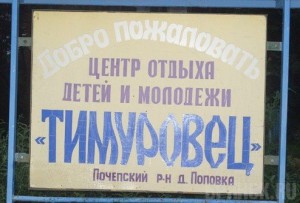 Добро пожаловать
ЦЕНТР ОТДЫХА
ДЕТЕЙ И МОЛОДЕЖИ
«ТИМУРОВЕЦ»
ПОЧЕПСКИЙ Р-Н Д. ПОПОВКА